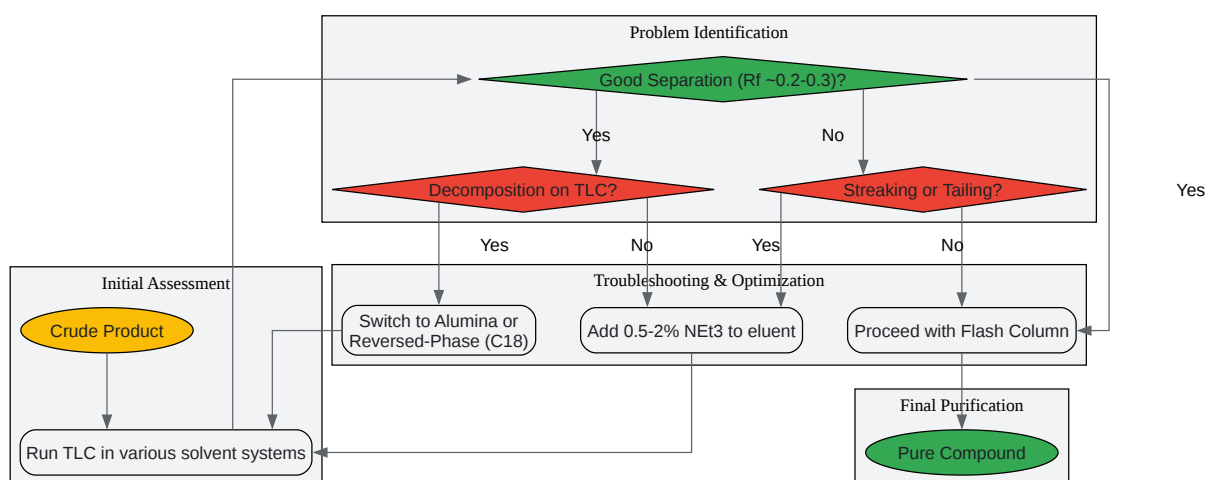 Problem Identification
Good Separation (Rf ~0.2-0.3)?
Yes
No
Decomposition on TLC?
Streaking or Tailing?
Yes
Yes
No
Yes
No
Initial Assessment
Troubleshooting & Optimization
Crude Product
Switch to Alumina or
Reversed-Phase (C18)
Add 0.5-2% NEt3 to eluent
Proceed with Flash Column
Final Purification
Run TLC in various solvent systems
Pure Compound